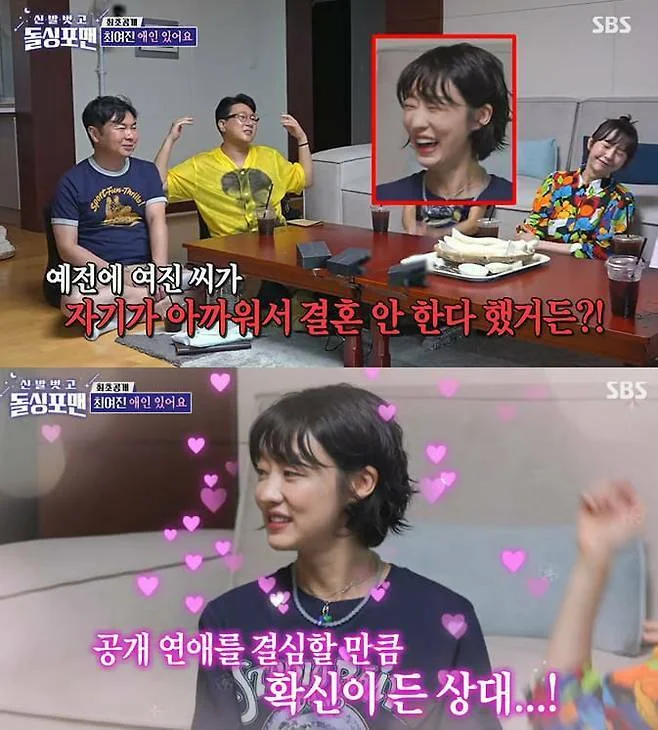 신발벗고
돌싱포맨
최초공개
최여진 애인 있어요
SBS
Sport-Fun-Thrills!
예전에 여진 씨가
자기가 아까워서 결혼 안 한다 했거든?!
신발벗고
돌싱포맨
최초공개
최여진 애인 있어요
SBS
공개 연애를 결심할 만큼
확신이 든 상대...!